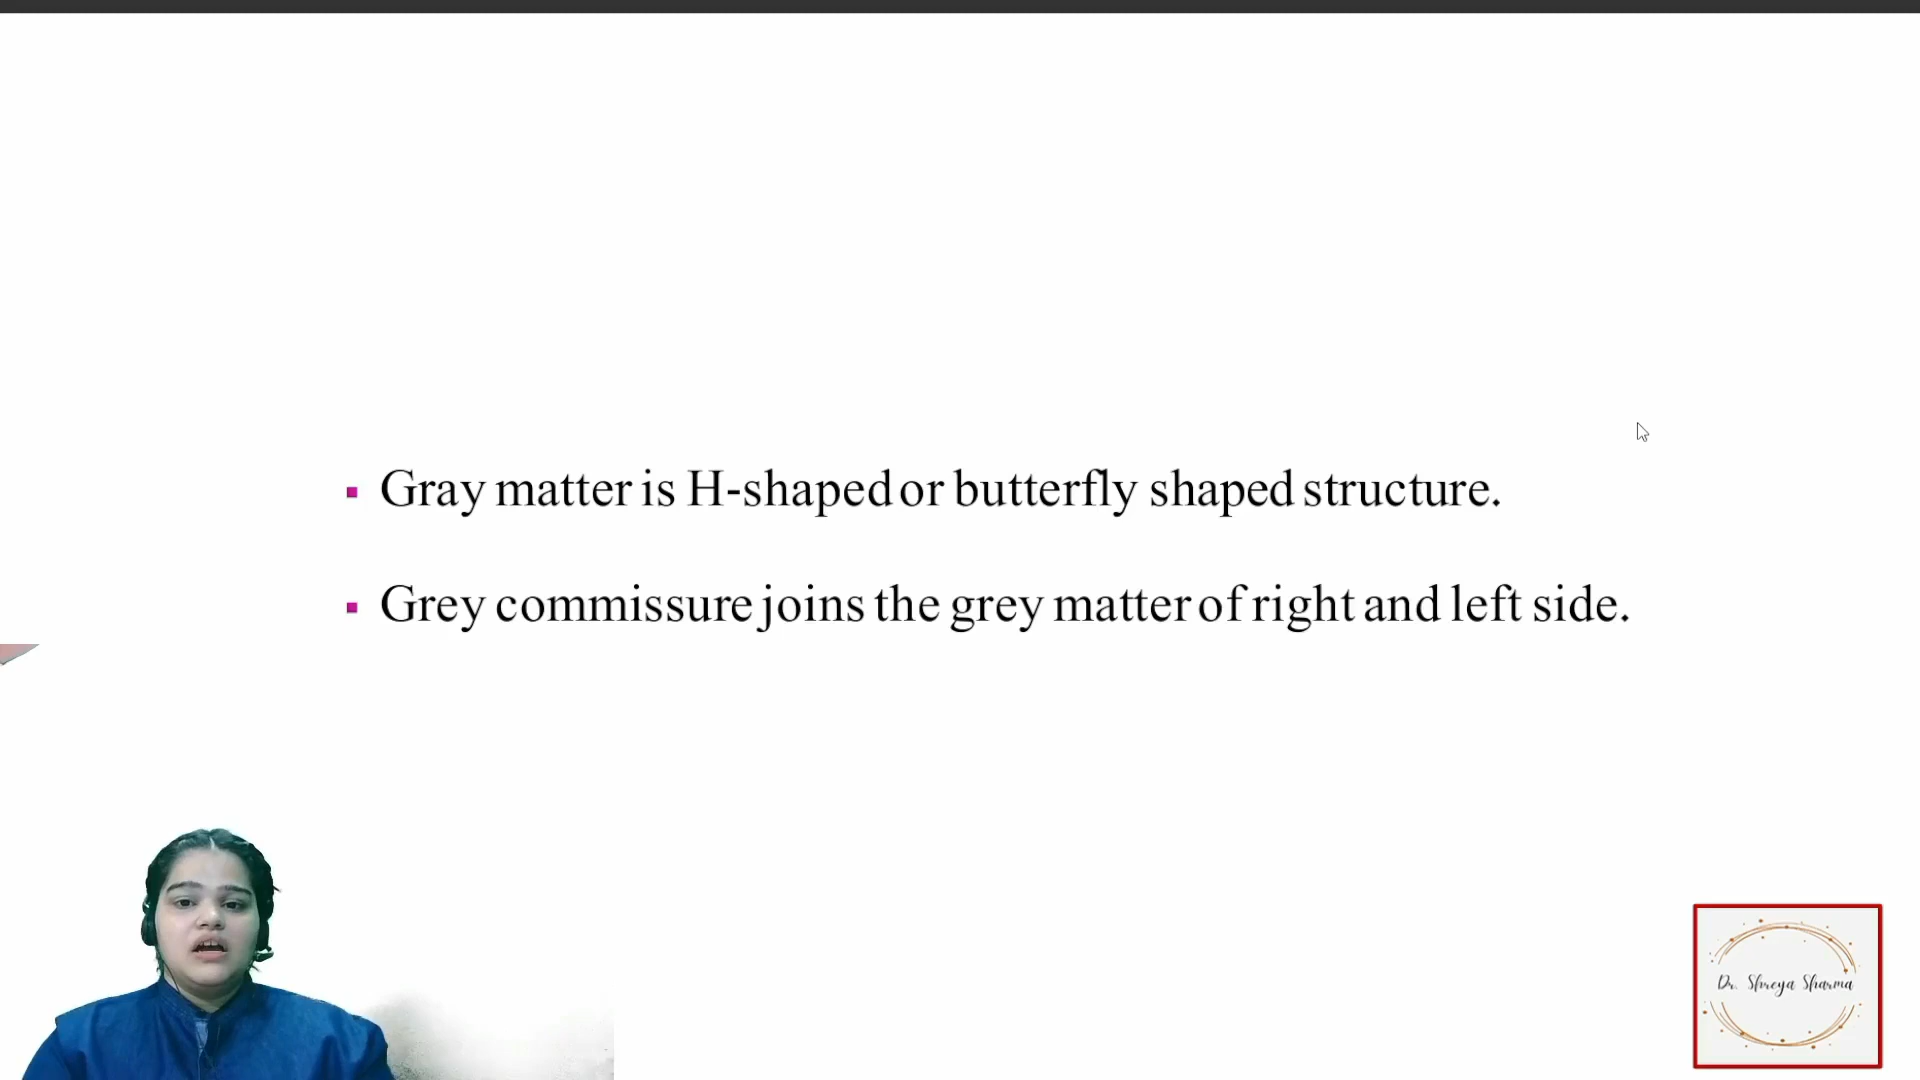 Gray matter is H-shaped or butterfly shaped structure.
Grey commissure joins the grey matter of right and left side.
Dr. Shreya Sharma